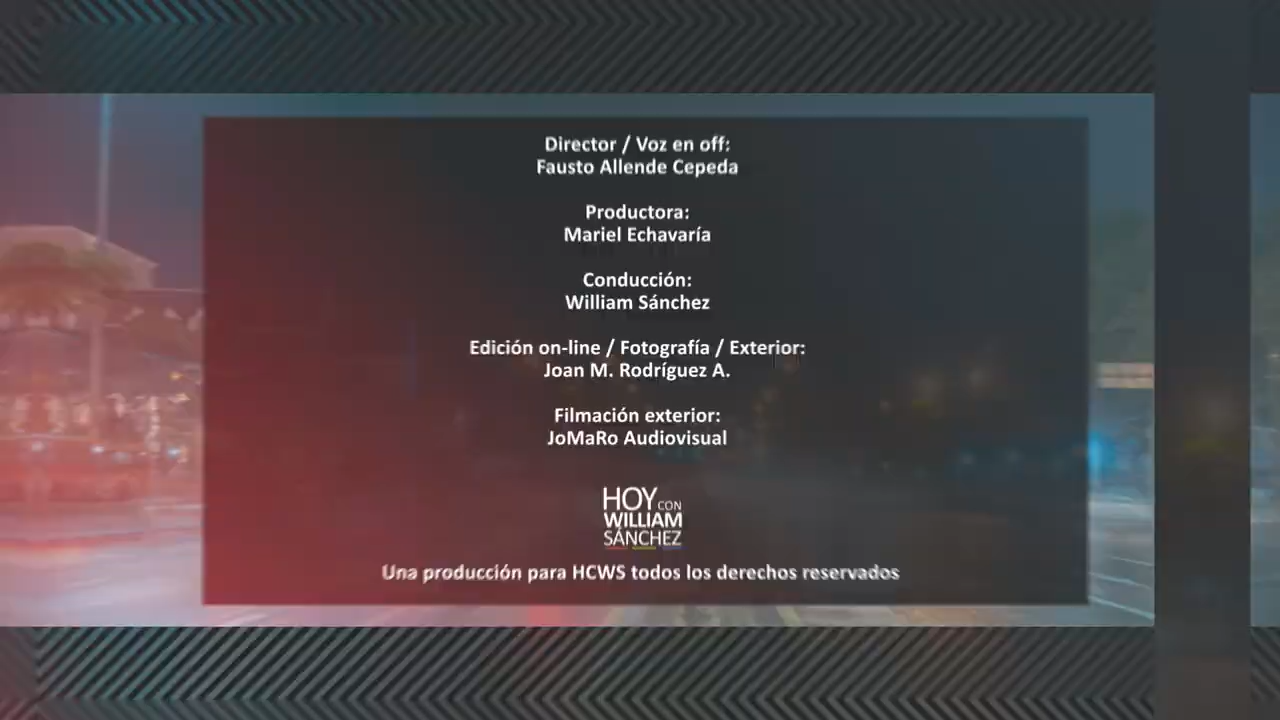 Director / Voz en off:
Fausto Allende Cepeda
Productora:
Mariel Echavaría
Conducción:
William Sánchez
Edición on-line / Fotografía / Exterior:
Joan M. Rodríguez A.
Filmación exterior:
JoMaRo Audiovisual
HOY CON
WILLIAM
SÁNCHEZ
Una producción para HCWS todos los derechos reservados